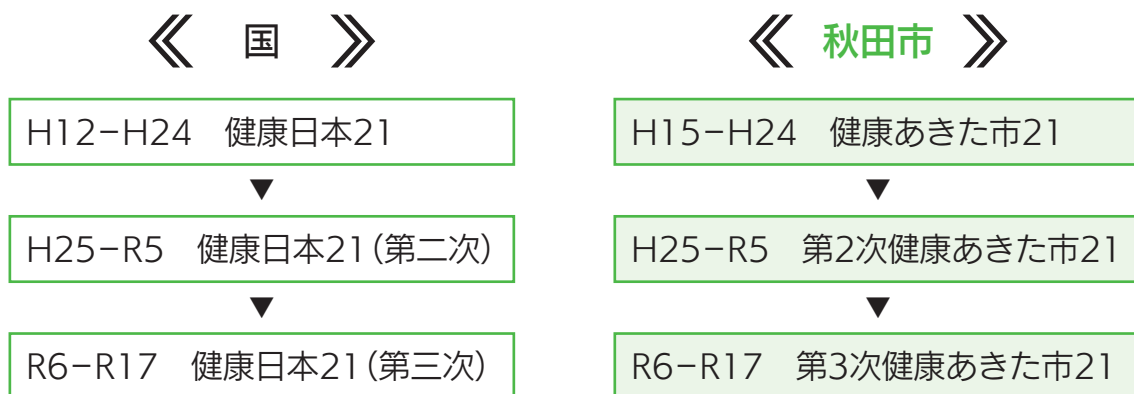 《 国 》
H12−H24 健康日本21
▼
H25−R5 健康日本21（第二次）
▼
R6−R17 健康日本21（第三次）
《 秋田市 》
H15−H24 健康あきた市21
▼
H25−R5 第2次健康あきた市21
▼
R6−R17 第3次健康あきた市21